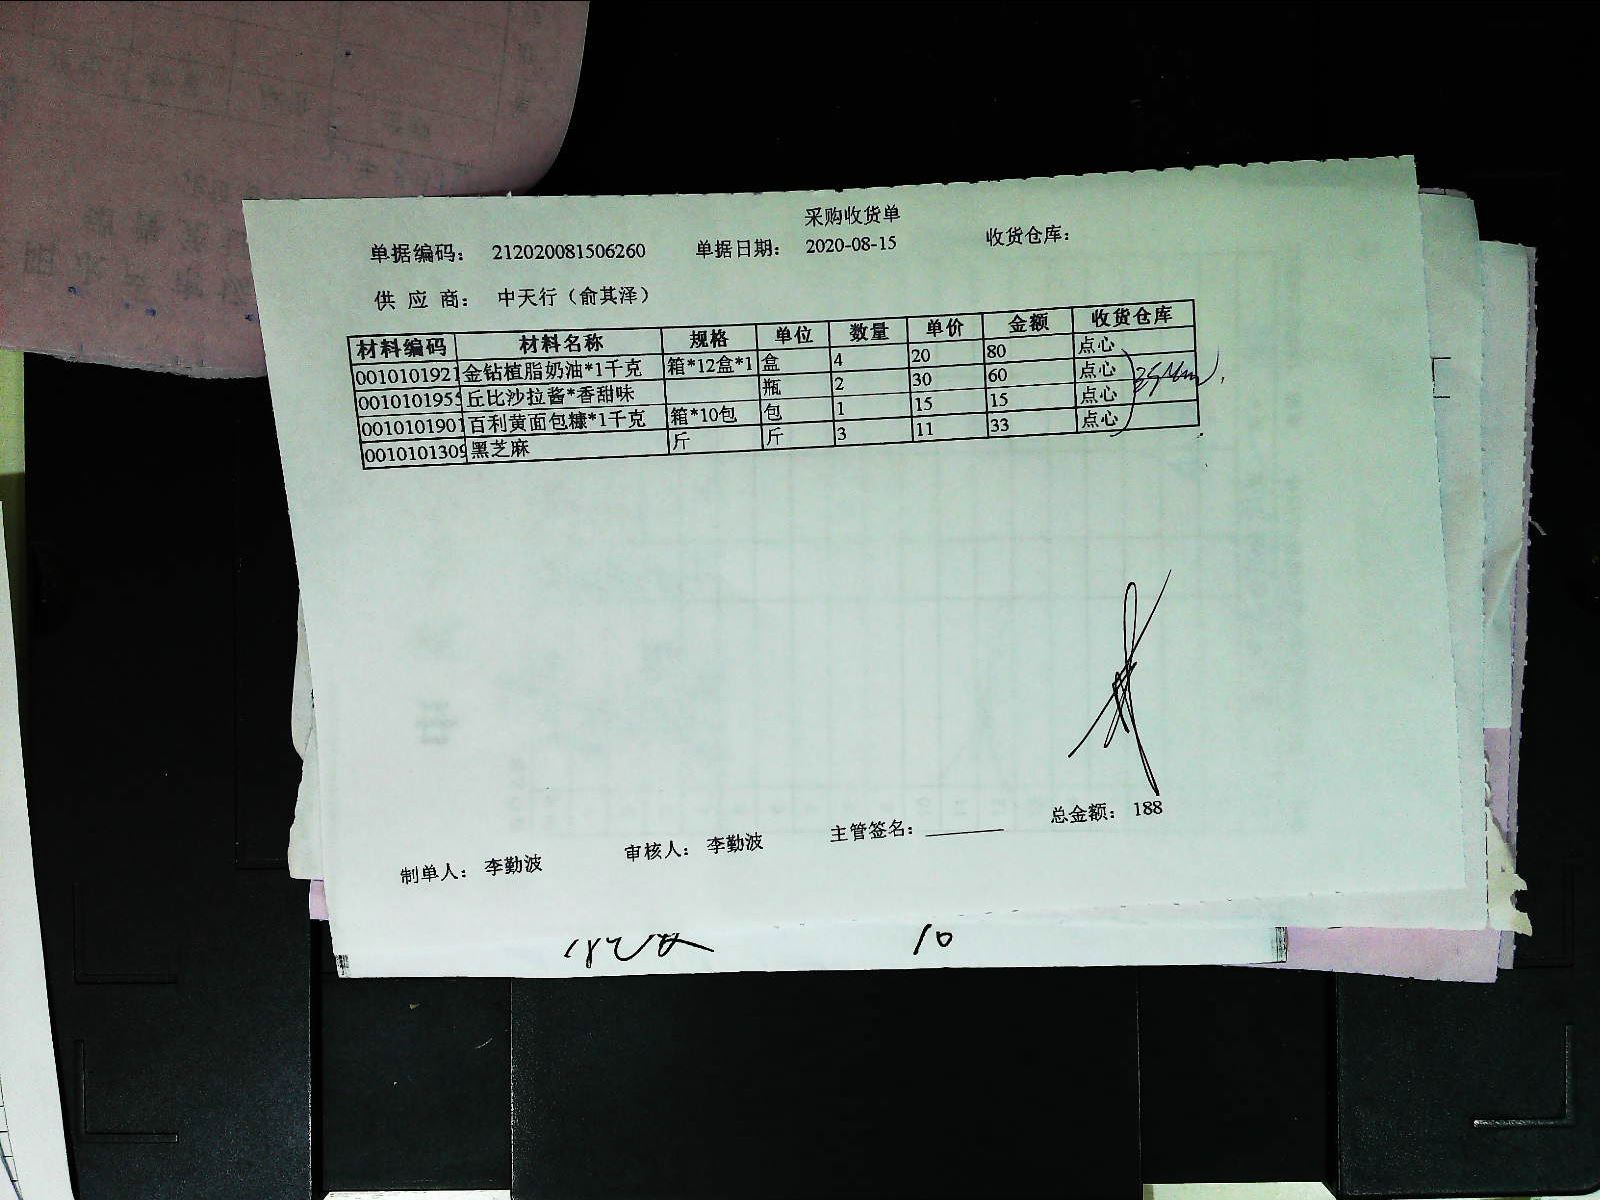 采购收货单
单据编码： 212020081506260 单据日期： 2020-08-15 收货仓库：
供 应 商： 中天行（俞其泽）
材料编码 材料名称 规格 单位 数量 单价 金额 收货仓库
0010101921 金钻植脂奶油*1千克 箱*12盒*1 盒 4 20 80 点心
001010195 丘比沙拉酱*香甜味 瓶 2 30 60 点心
0010101901 百利黄面包糠*1千克 箱*10包 包 1 15 15 点心
001010130 黑芝麻 斤 斤 3 11 33 点心
总金额： 188
制单人： 李勤波 审核人： 李勤波 主管签名：
10